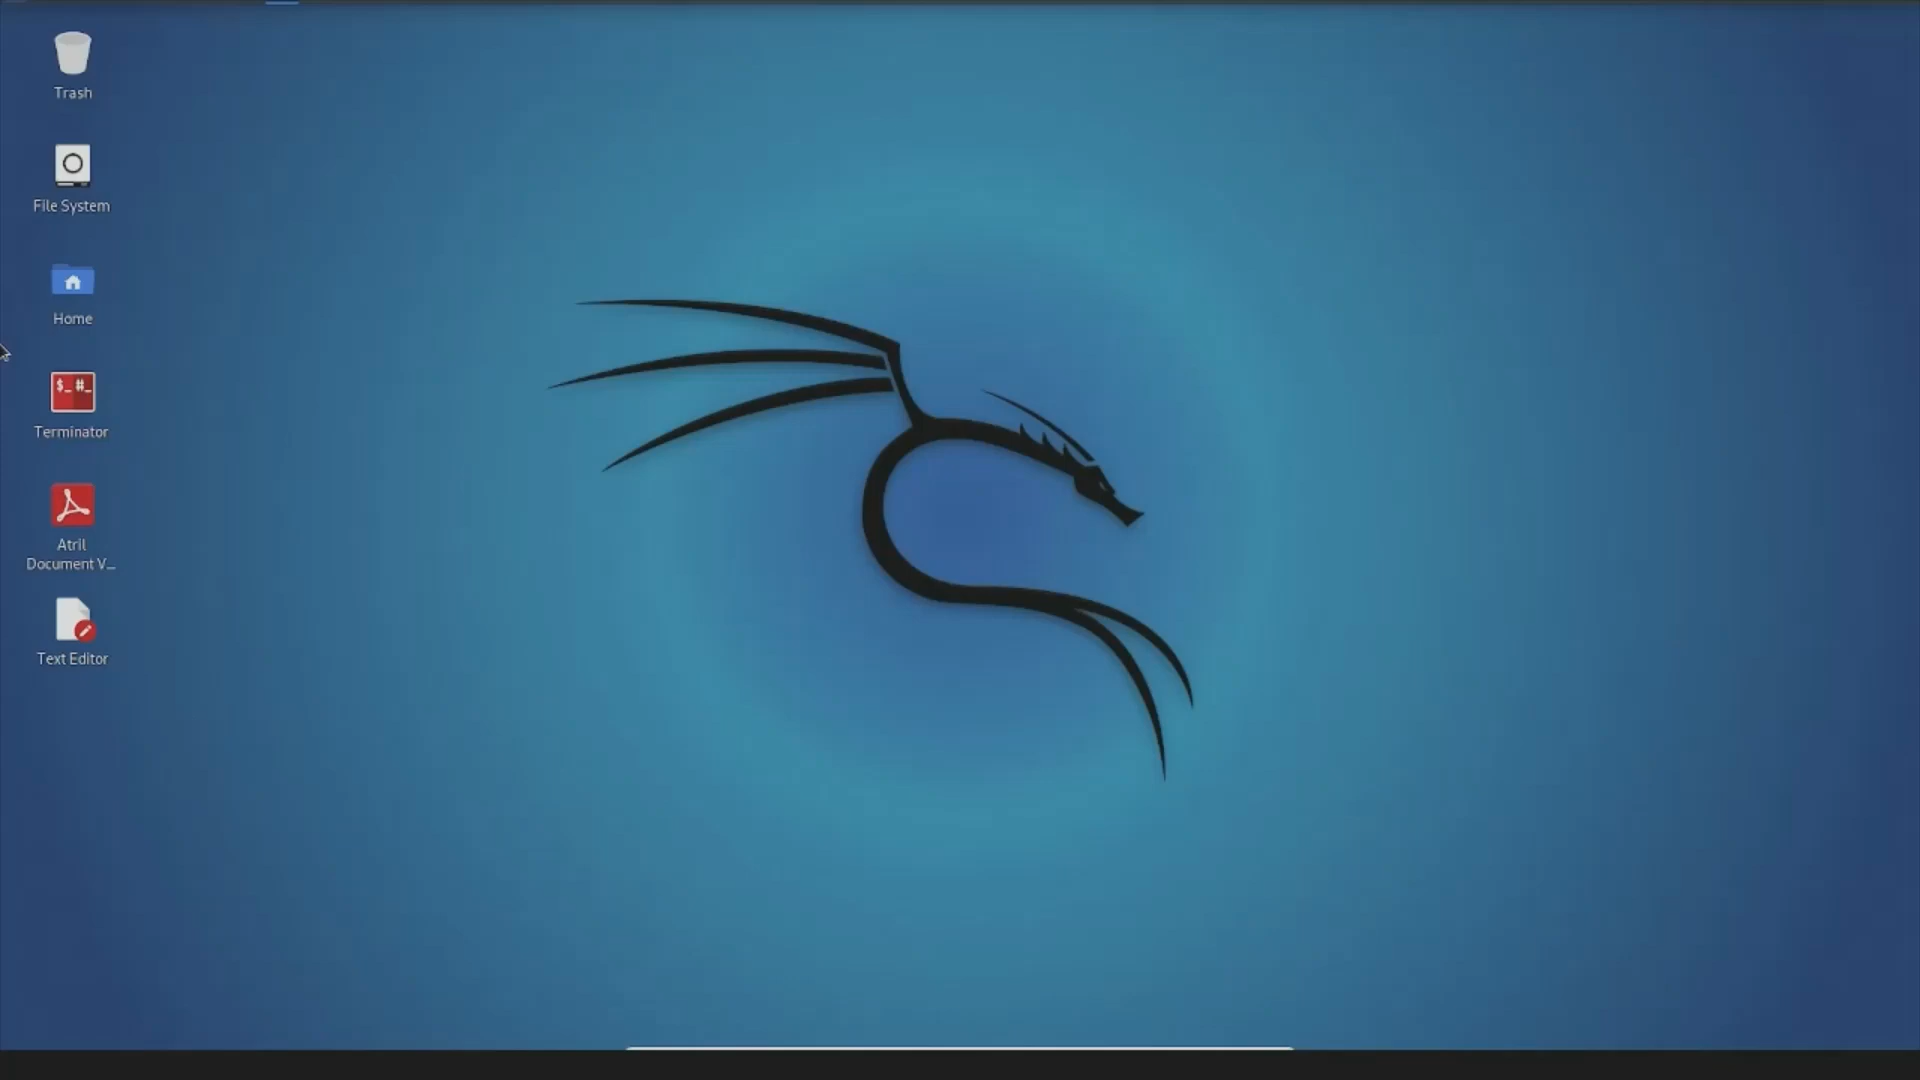 Trash
File System
Home
$_ #_
Terminator
Atril
Document V...
Text Editor